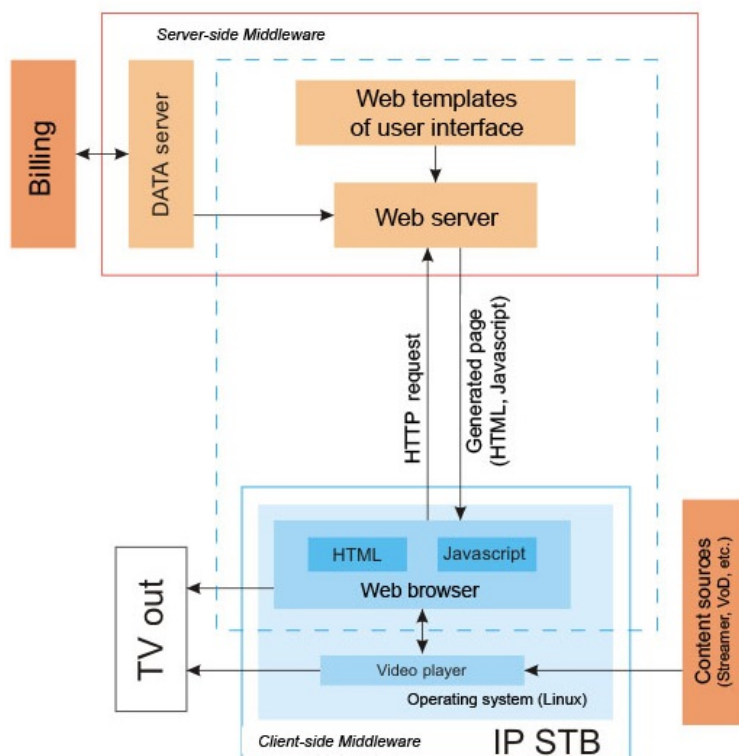 Server-side Middleware
Billing
DATA server
Web templates
of user interface
Web server
HTTP request
Generated page
(HTML, Javascript)
HTML
Javascript
Web browser
TV out
Video player
Operating system (Linux)
Content sources
(Streamer, VoD, etc.)
Client-side Middleware
IP STB